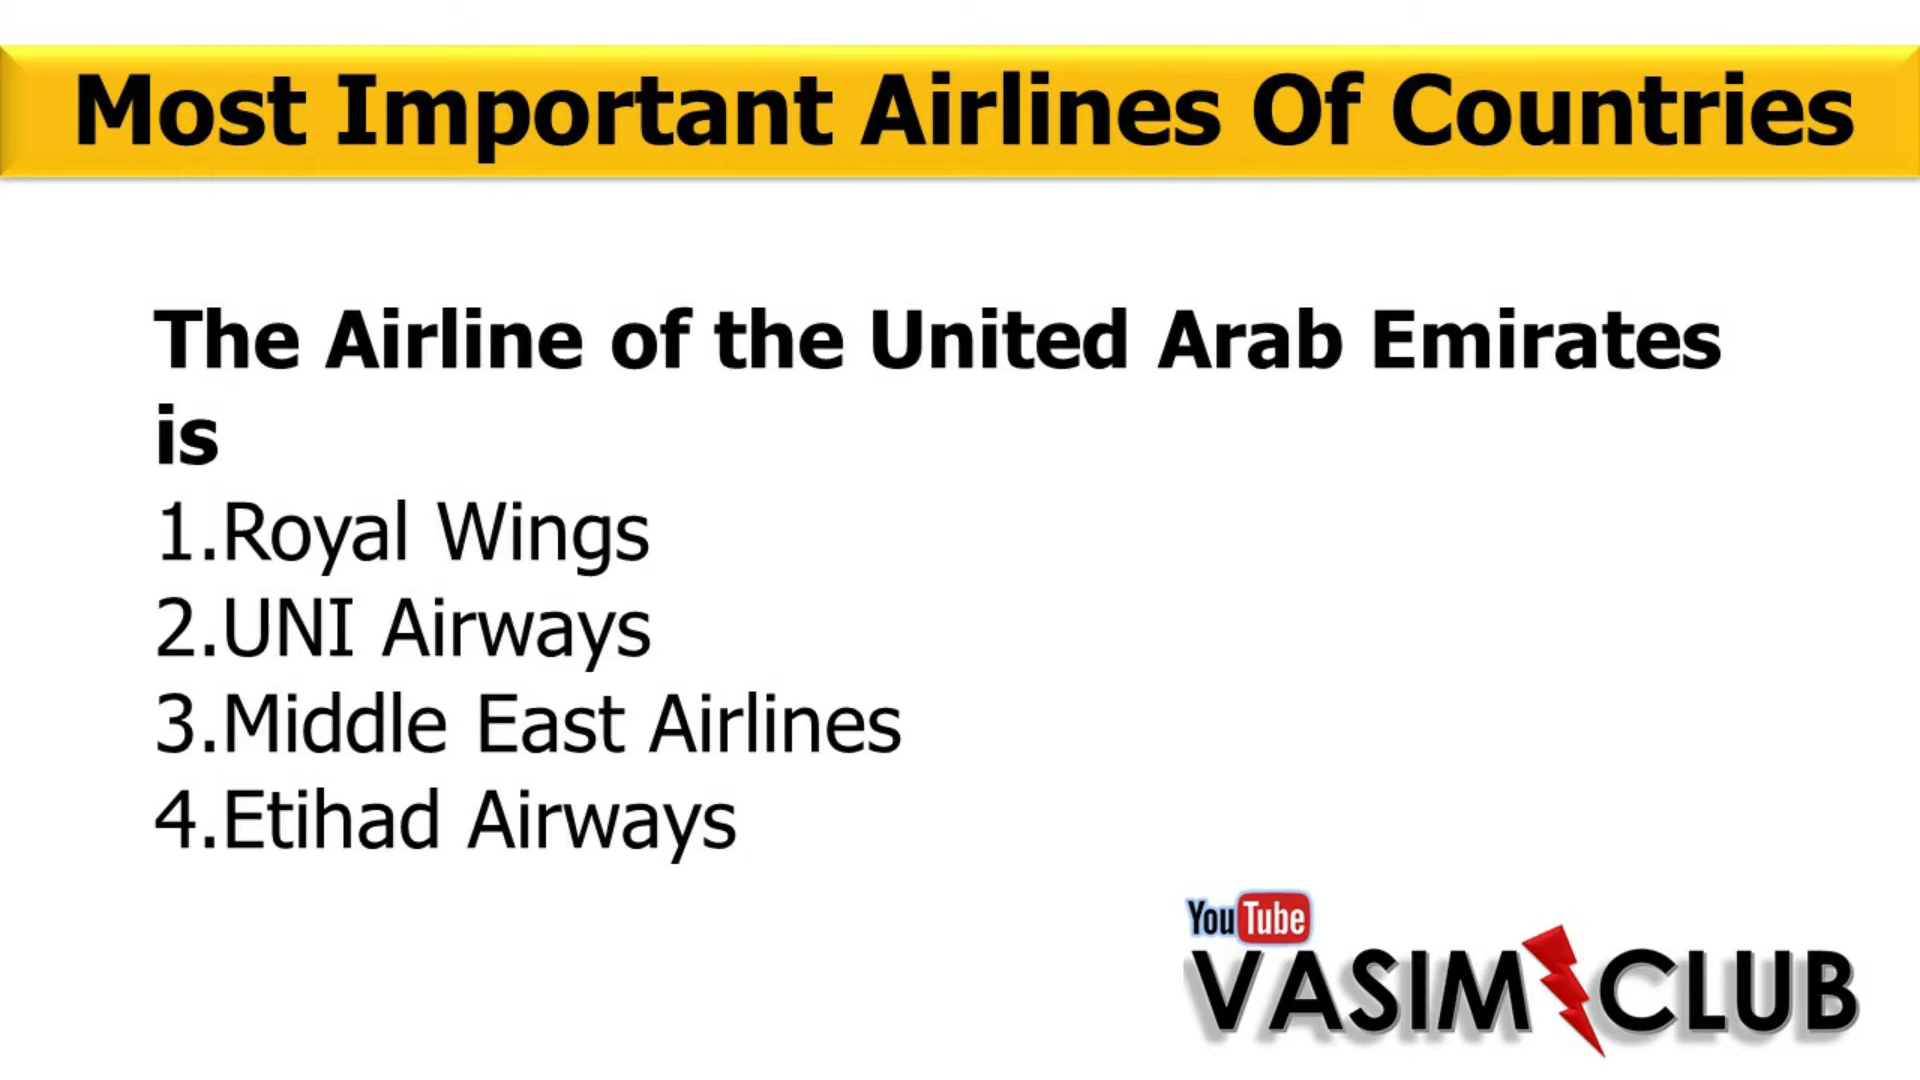 Most Important Airlines Of Countries
The Airline of the United Arab Emirates
is
1.Royal Wings
2.UNI Airways
3.Middle East Airlines
4.Etihad Airways
YouTube
VASIM CLUB